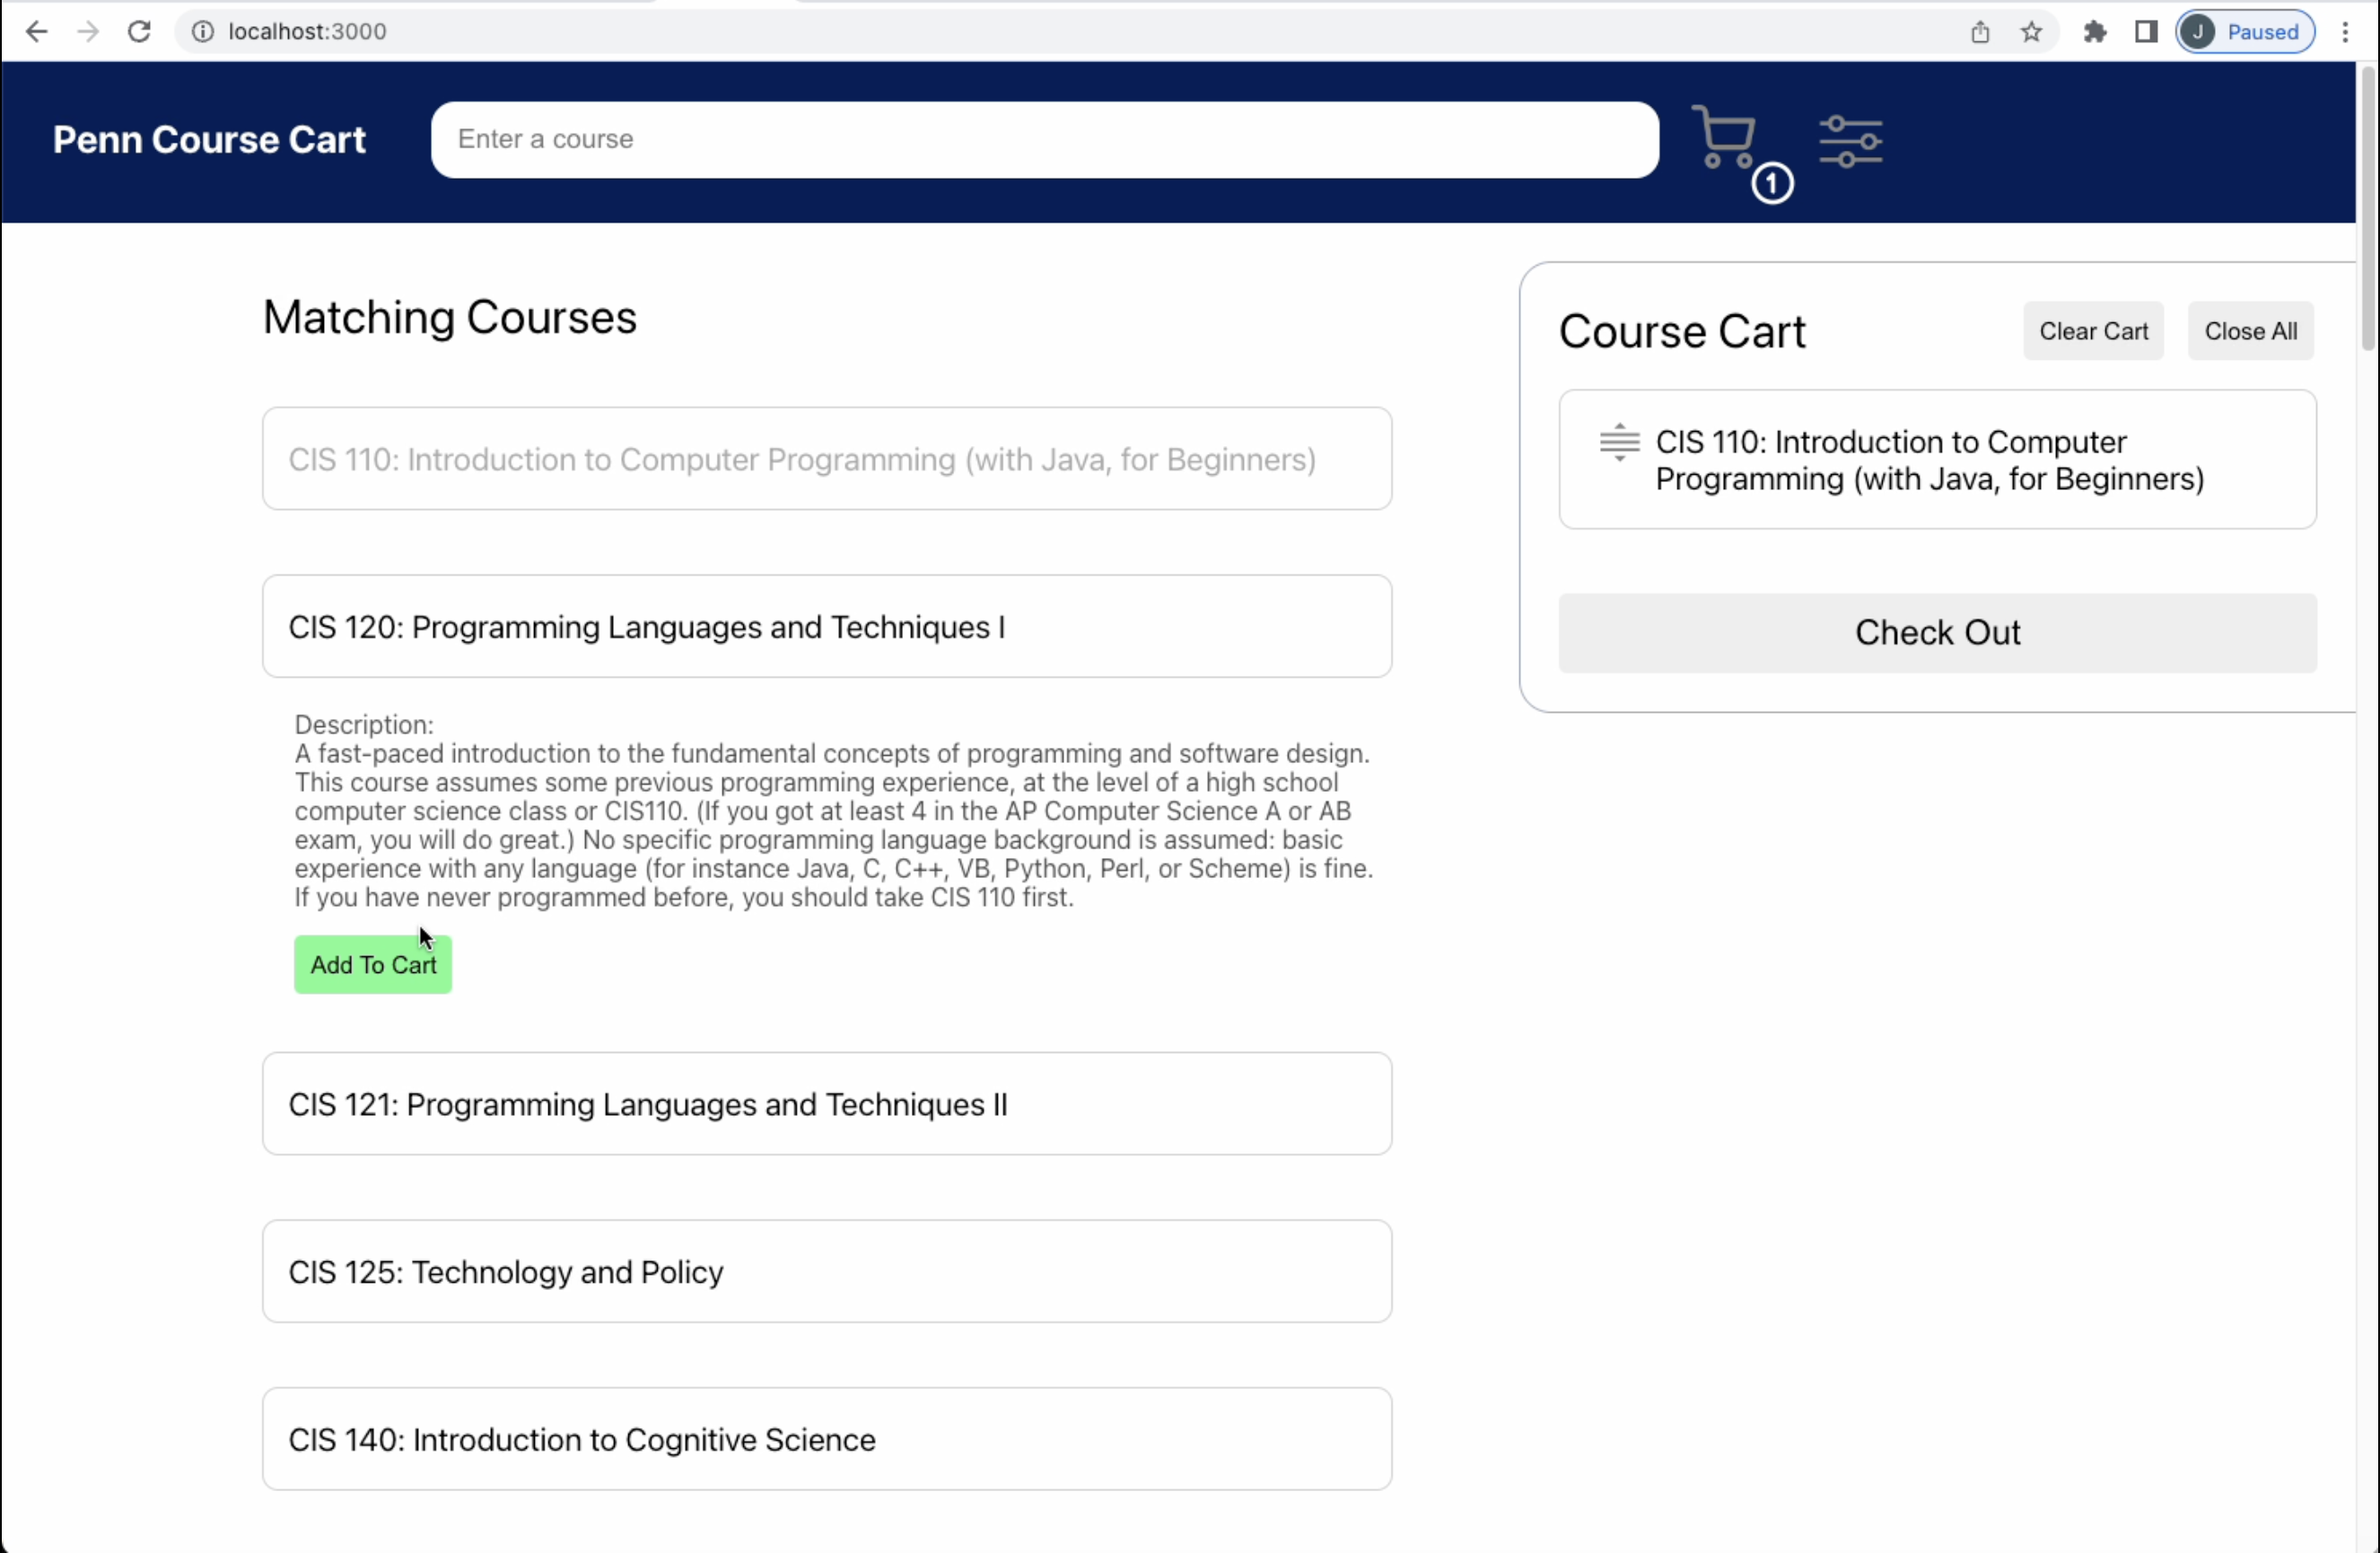 localhost:3000
J Paused
Penn Course Cart
Enter a course
1
Matching Courses
CIS 110: Introduction to Computer Programming (with Java, for Beginners)
CIS 120: Programming Languages and Techniques I
Description:
A fast-paced introduction to the fundamental concepts of programming and software design.
This course assumes some previous programming experience, at the level of a high school
computer science class or CIS110. (If you got at least 4 in the AP Computer Science A or AB
exam, you will do great.) No specific programming language background is assumed: basic
experience with any language (for instance Java, C, C++, VB, Python, Perl, or Scheme) is fine.
If you have never programmed before, you should take CIS 110 first.
Add To Cart
CIS 121: Programming Languages and Techniques II
CIS 125: Technology and Policy
CIS 140: Introduction to Cognitive Science
Course Cart
Clear Cart
Close All
CIS 110: Introduction to Computer
Programming (with Java, for Beginners)
Check Out